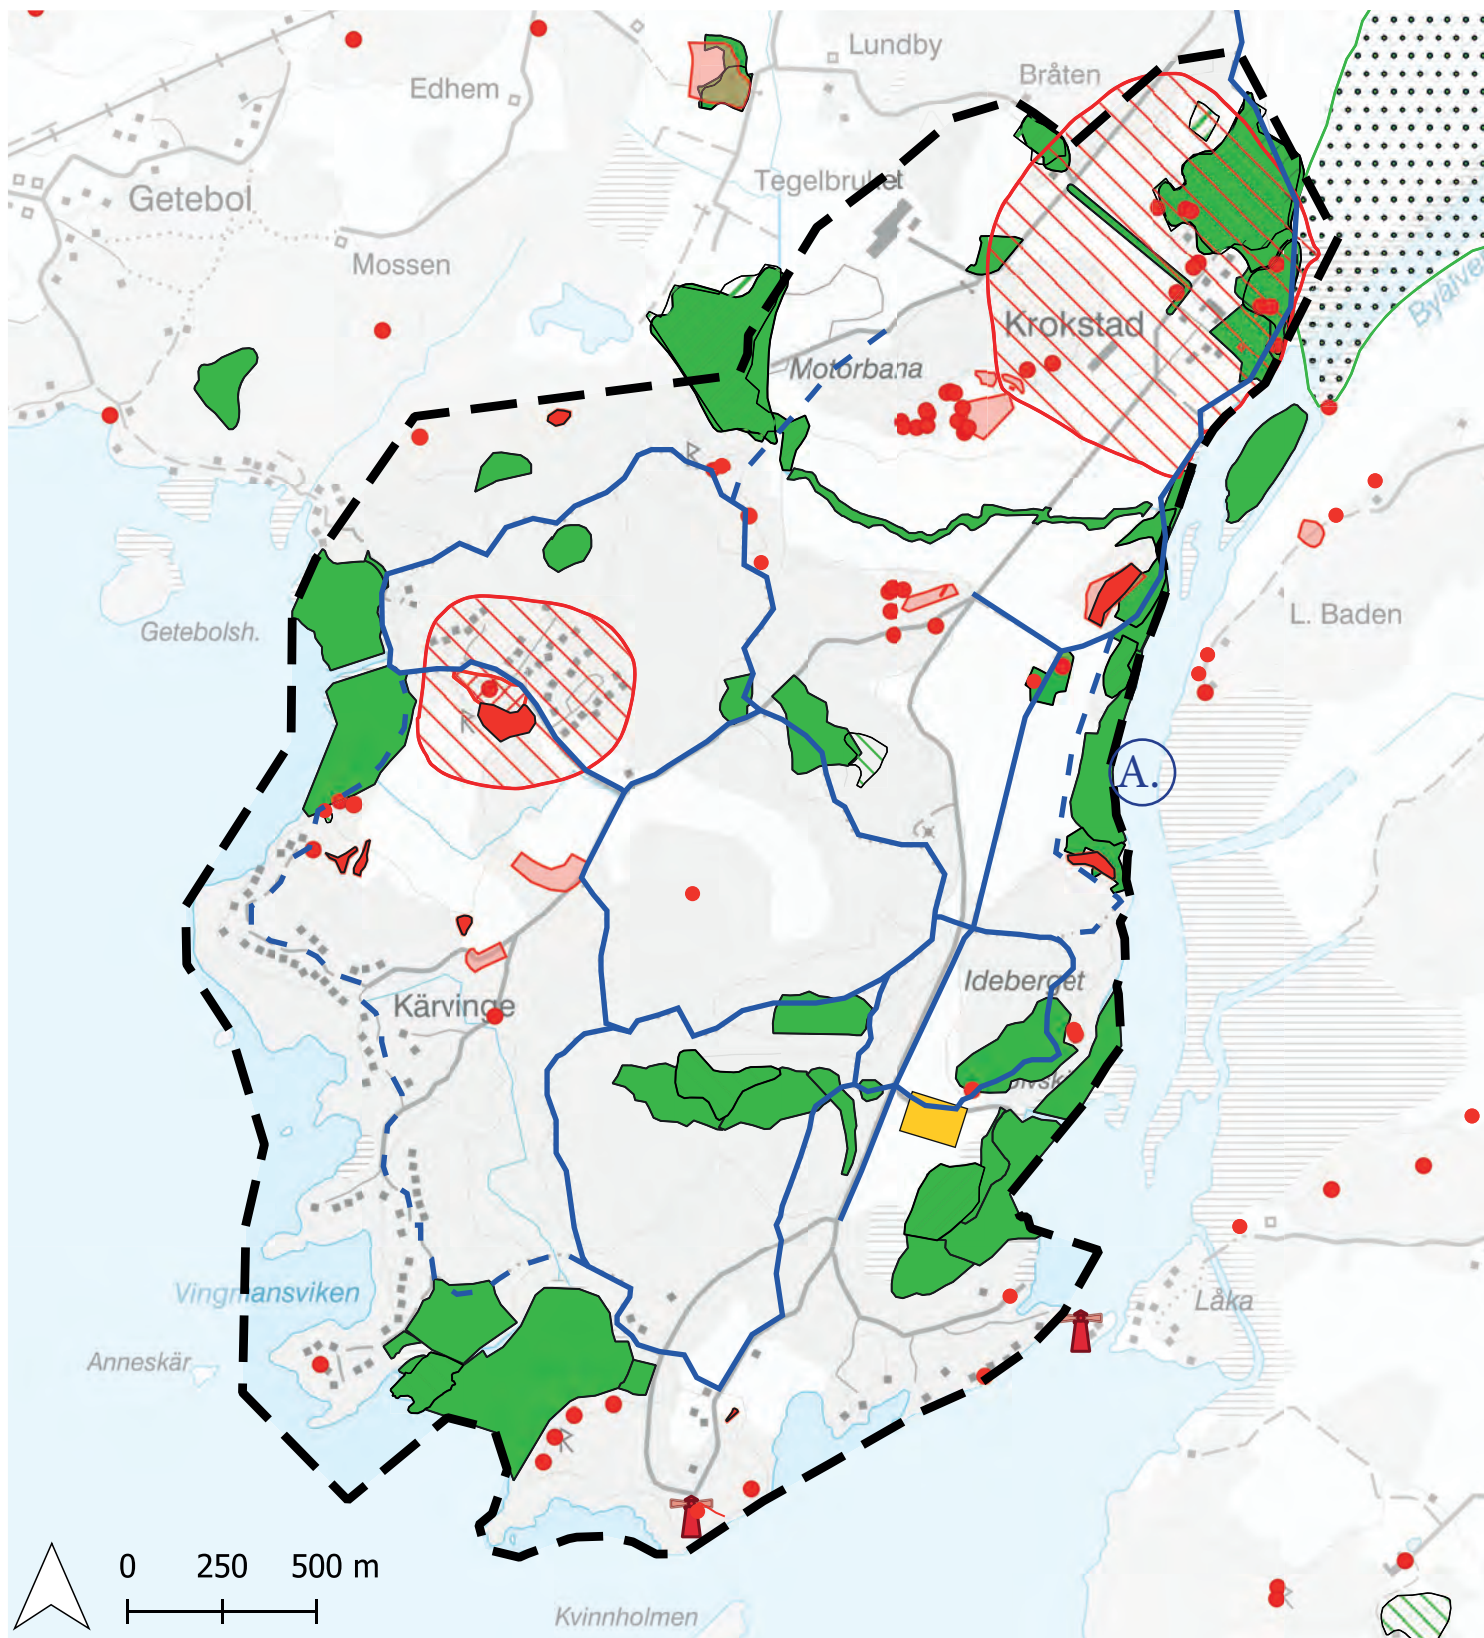 Lundby
Bråten
Edhem
Tegelbruket
Getebol
Mossen
Byälven
Krokstad
Motorbana
R
Getebolsh.
L. Baden
R
A.
Ideberget
Kärvinge
Vingmansviken
Låka
Anneskär
R
0 250 500 m
R
Kvinnholmen